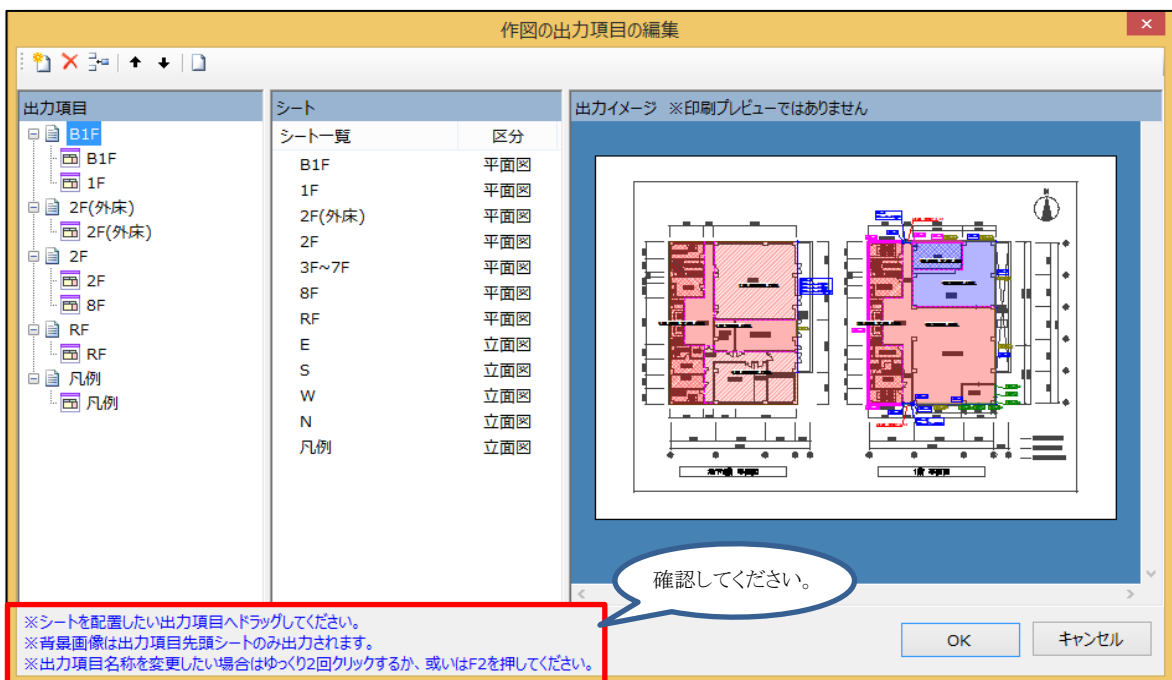 作図の出力項目の編集
出力項目
B1F
B1F
1F
2F(外床)
2F(外床)
2F
2F
8F
RF
RF
凡例
凡例
シート
シート一覧 区分
B1F 平面図
1F 平面図
2F(外床) 平面図
2F 平面図
3F~7F 平面図
8F 平面図
RF 平面図
E 立面図
S 立面図
W 立面図
N 立面図
凡例 立面図
出力イメージ ※印刷プレビューではありません
1階 平面図
確認してください。
※シートを配置したい出力項目へドラッグしてください。
※背景画像は出力項目先頭シートのみ出力されます。
※出力項目名称を変更したい場合はゆっくり2回クリックするか、或いはF2を押してください。
OK
キャンセル